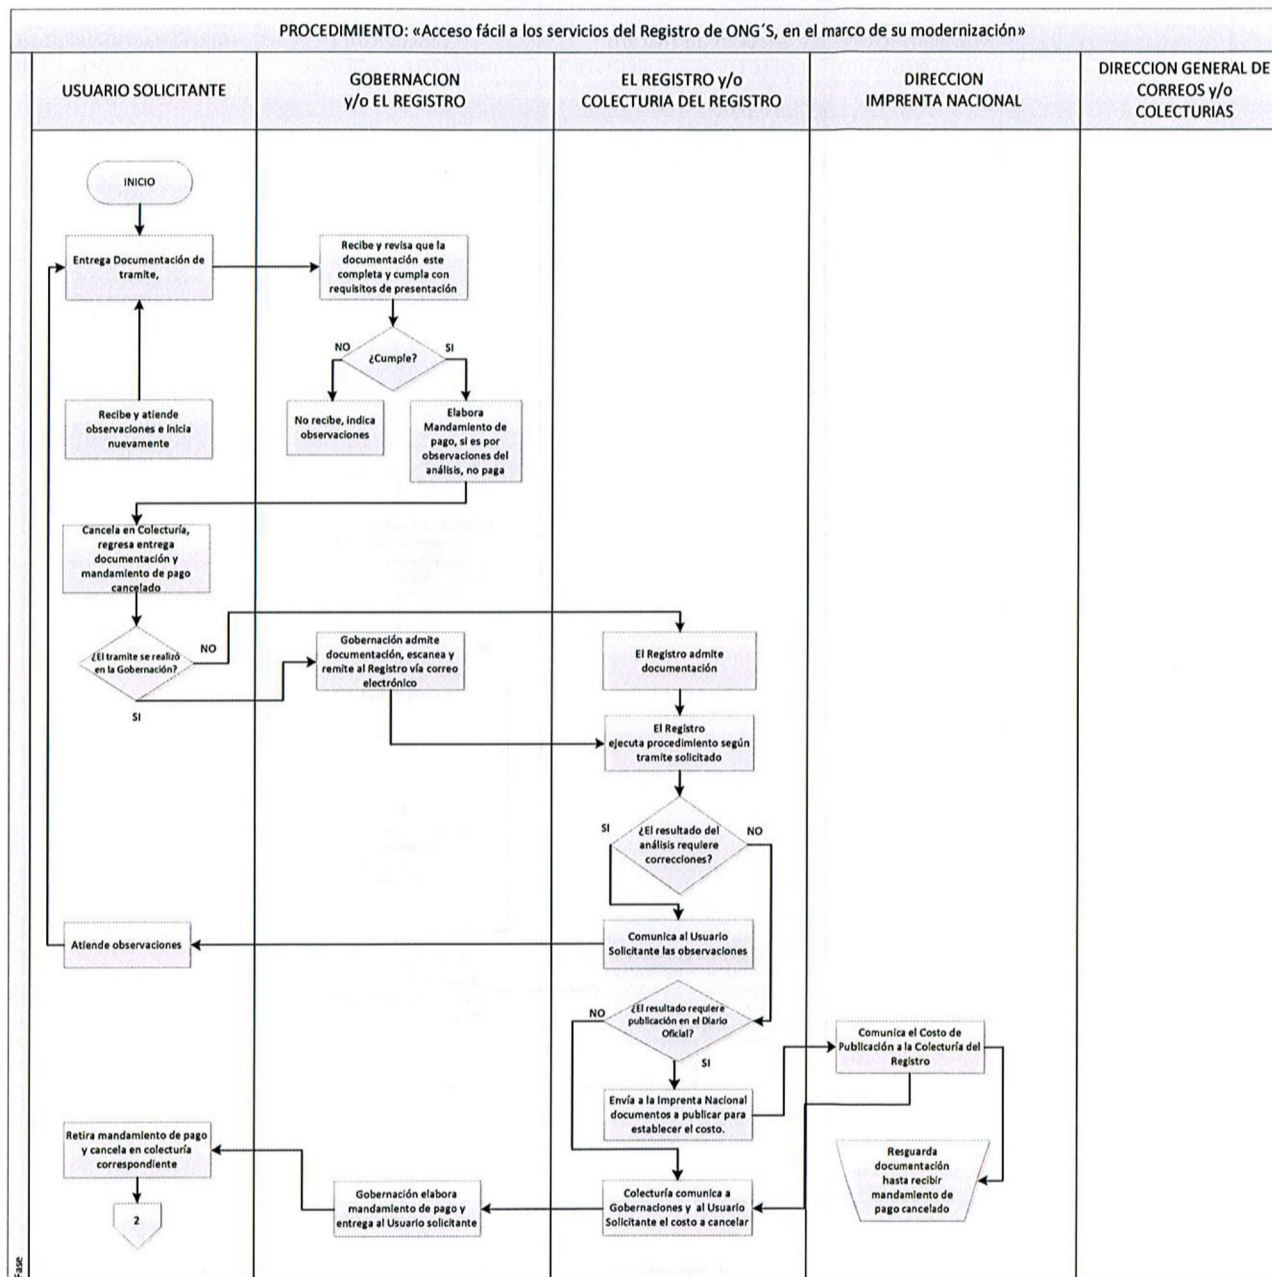 PROCEDIMIENTO: «Acceso fácil a los servicios del Registro de ONG´S, en el marco de su modernización»
USUARIO SOLICITANTE
GOBERNACION
y/o EL REGISTRO
EL REGISTRO y/o
COLECTURIA DEL REGISTRO
DIRECCION
IMPRENTA NACIONAL
DIRECCION GENERAL DE
CORREOS y/o
COLECTURIAS
INICIO
Entrega Documentación de
tramite,
Recibe y revisa que la
documentación este
completa y cumpla con
requisitos de presentación
NO
¿Cumple?
SI
Recibe y atiende
observaciones e inicia
nuevamente
No recibe, indica
observaciones
Elabora
Mandamiento de
pago, si es por
observaciones del
análisis, no paga
Cancela en Colecturía,
regresa entrega
documentación y
mandamiento de pago
cancelado
¿El tramite se realizó
en la Gobernación?
NO
SI
Gobernación admite
documentación, escanea y
remite al Registro vía correo
electrónico
El Registro admite
documentación
El Registro
ejecuta procedimiento según
tramite solicitado
SI
¿El resultado del
análisis requiere
correcciones?
NO
Atiende observaciones
Comunica al Usuario
Solicitante las observaciones
NO
¿El resultado requiere
publicación en el Diario
Oficial?
SI
Comunica el Costo de
Publicación a la Colecturía del
Registro
Envía a la Imprenta Nacional
documentos a publicar para
establecer el costo.
Retira mandamiento de pago
y cancela en colecturía
correspondiente
Resguarda
documentación
hasta recibir
mandamiento de
pago cancelado
Gobernación elabora
mandamiento de pago y
entrega al Usuario solicitante
Colecturía comunica a
Gobernaciones y al Usuario
Solicitante el costo a cancelar
2
Fase